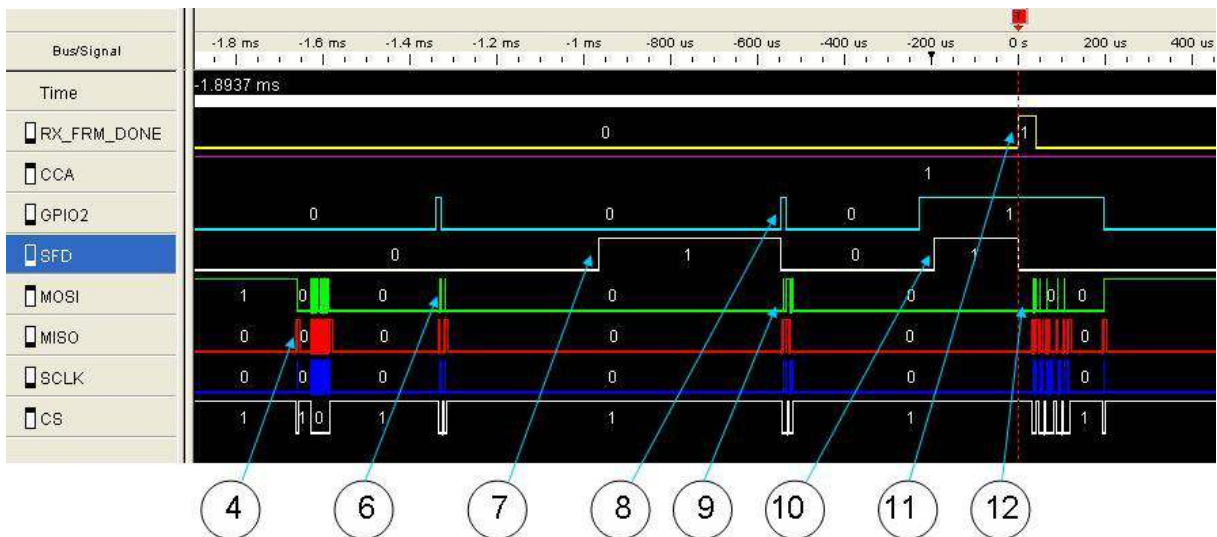 Bus/Signal
-1.8 ms -1.6 ms -1.4 ms -1.2 ms -1 ms -800 us -600 us -400 us -200 us 0 s 200 us 400 us
Time -1.8937 ms
RX_FRM_DONE 0 1
CCA 1
GPIO2 0 0 0 1
SFD 0 1 0 1
MOSI 1 0 0 0 0 0 0
MISO 0 0 0 0 0 0
SCLK 0 0 0 0 0 0
CS 1 1 0 1 1 1 1
4 6 7 8 9 10 11 12